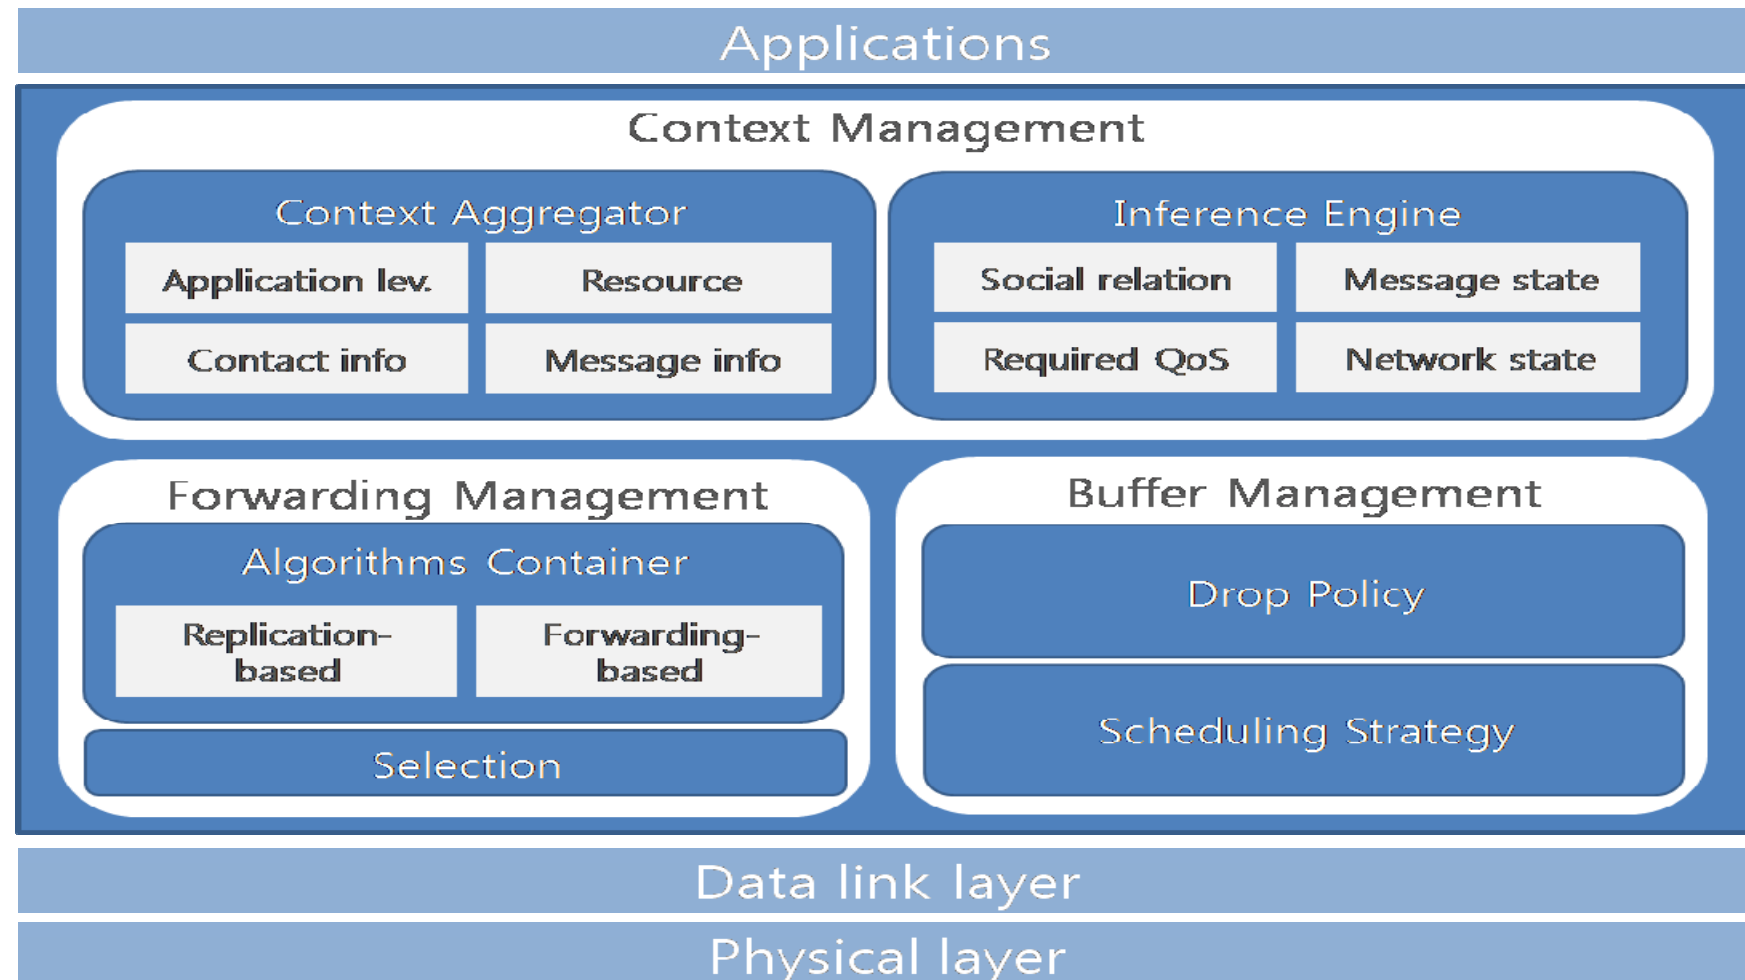 Applications
Context Management
Context Aggregator
Application lev.
Resource
Contact info
Message info
Inference Engine
Social relation
Message state
Required QoS
Network state
Forwarding Management
Algorithms Container
Replication-
based
Forwarding-
based
Selection
Buffer Management
Drop Policy
Scheduling Strategy
Data link layer
Physical layer